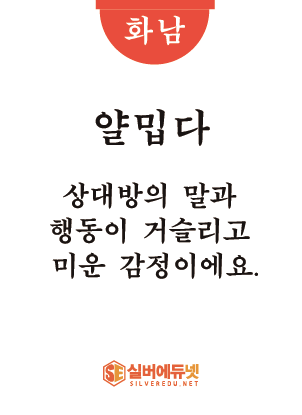 화남
얄밉다
상대방의 말과
행동이 거슬리고
미운 감정이에요.
SE 실버에듀넷
SILVEREDU.NET